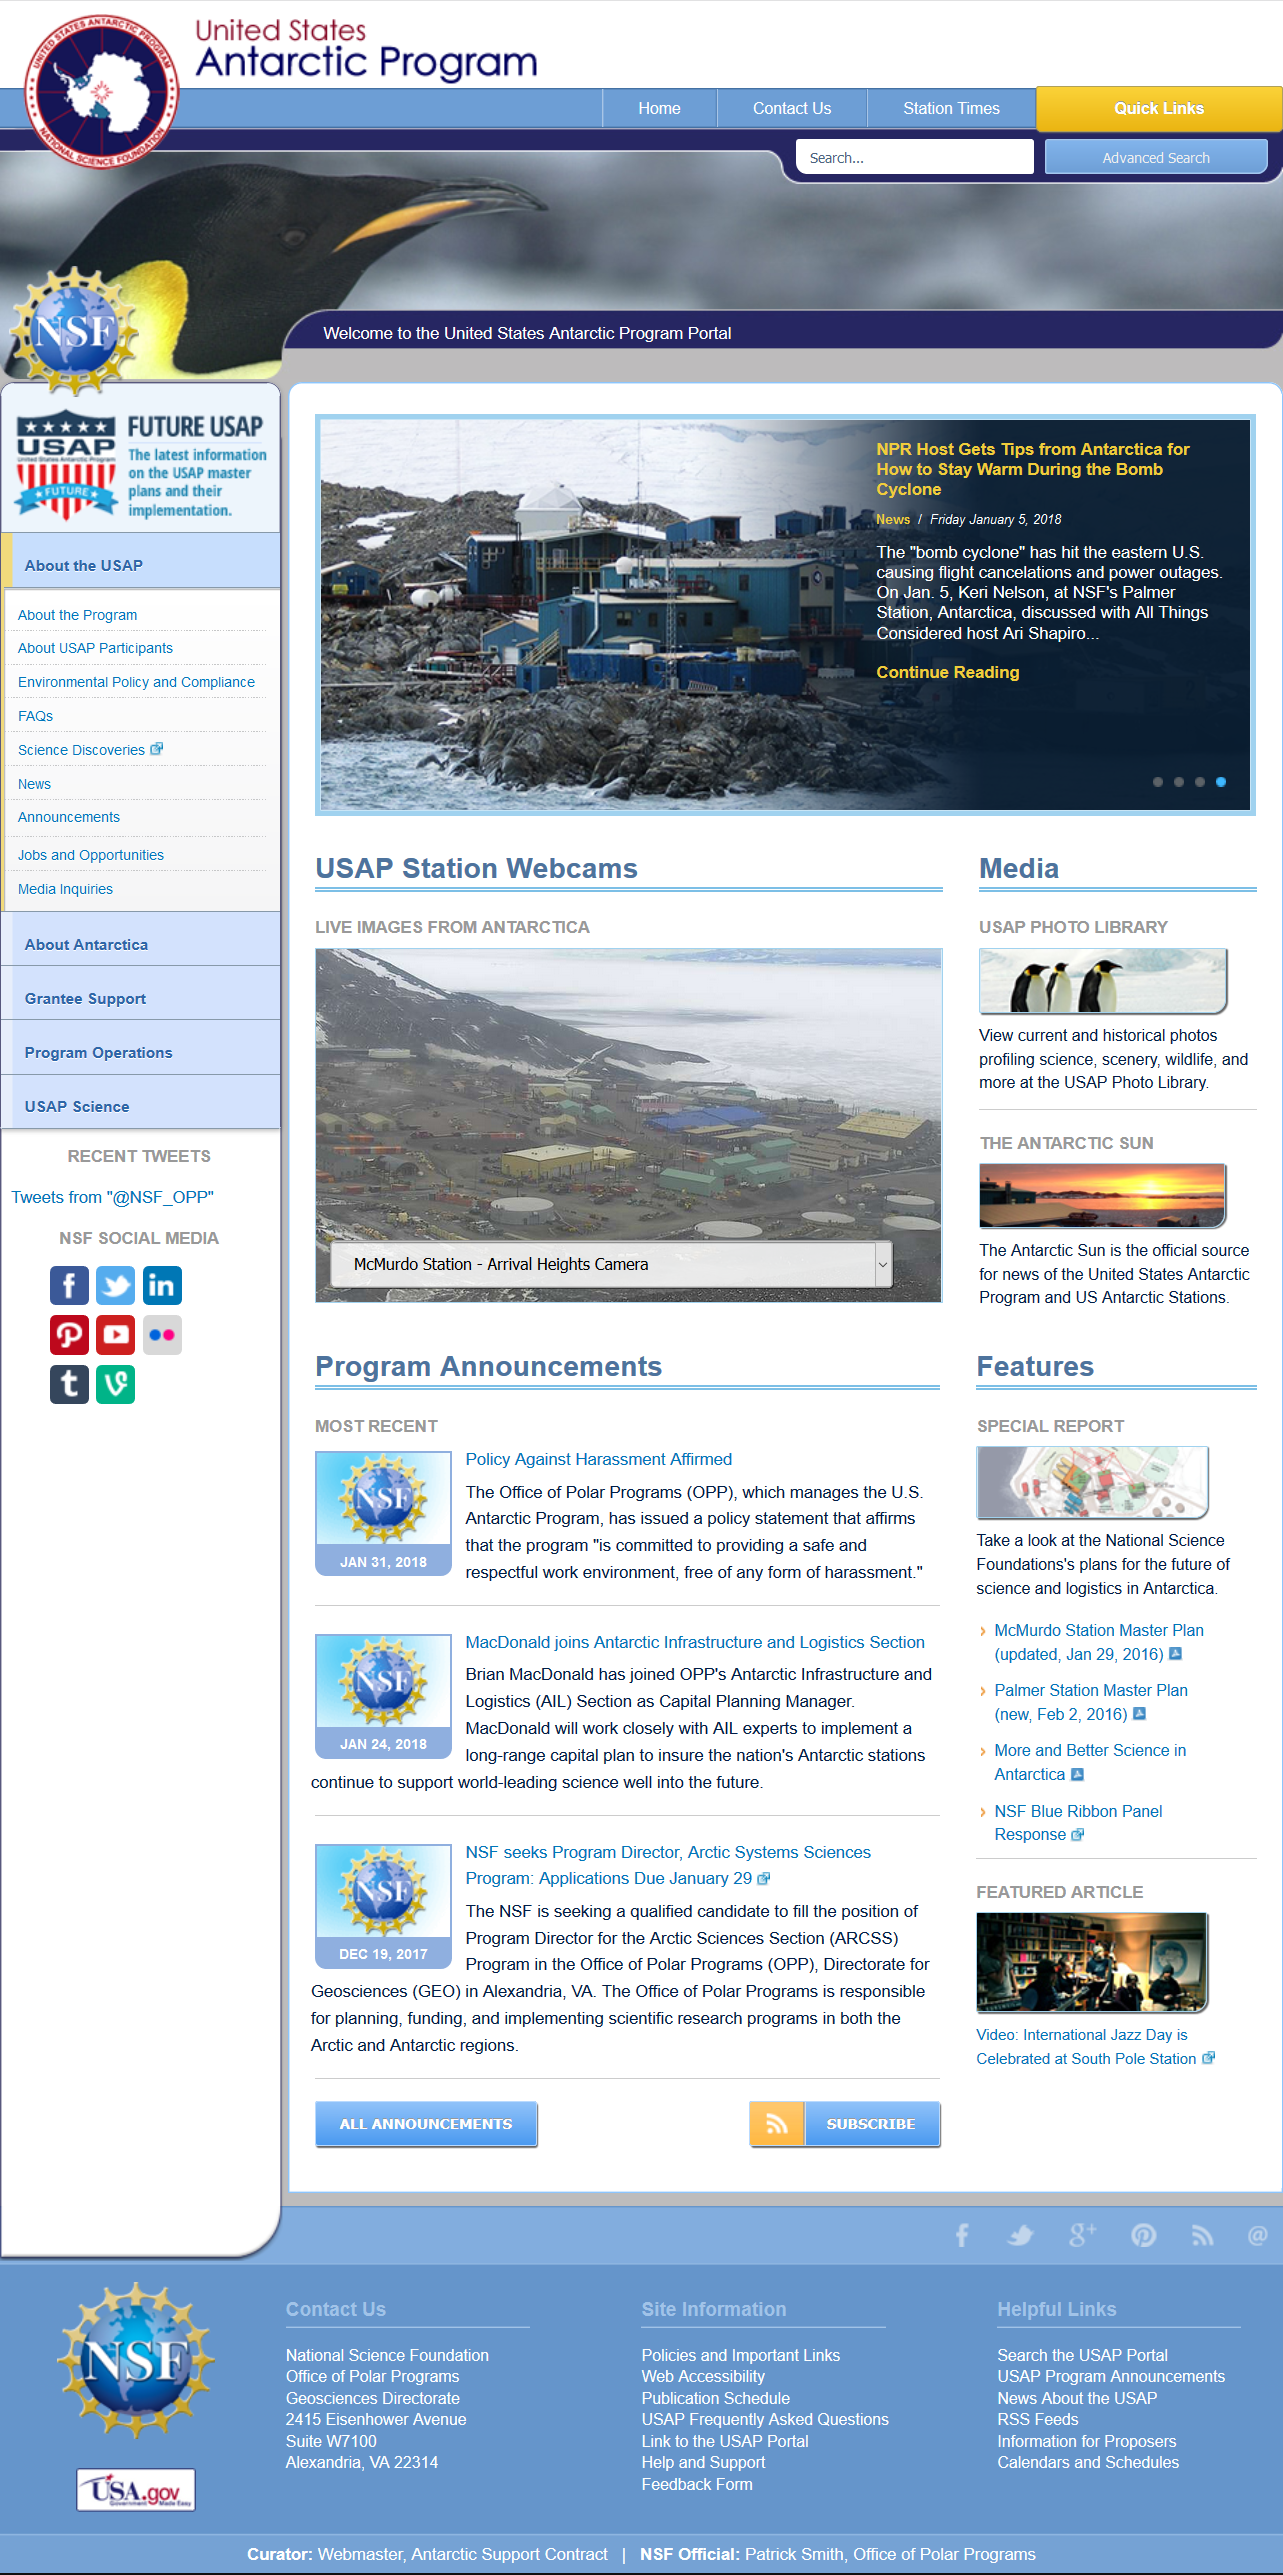 UNITED STATES ANTARCTIC PROGRAM
NATIONAL SCIENCE FOUNDATION
United States
Antarctic Program
Home
Contact Us
Station Times
Quick Links
Search...
Advanced Search
NSF
Welcome to the United States Antarctic Program Portal
USAP
United States Antarctic Program
FUTURE
FUTURE USAP
The latest information
on the USAP master
plans and their
implementation.
About the USAP
About the Program
About USAP Participants
Environmental Policy and Compliance
FAQs
Science Discoveries
News
Announcements
Jobs and Opportunities
Media Inquiries
About Antarctica
Grantee Support
Program Operations
USAP Science
RECENT TWEETS
Tweets from "@NSF_OPP"
NSF SOCIAL MEDIA
NPR Host Gets Tips from Antarctica for
How to Stay Warm During the Bomb
Cyclone
News / Friday January 5, 2018
The "bomb cyclone" has hit the eastern U.S.
causing flight cancelations and power outages.
On Jan. 5, Keri Nelson, at NSF's Palmer
Station, Antarctica, discussed with All Things
Considered host Ari Shapiro...
Continue Reading
USAP Station Webcams
LIVE IMAGES FROM ANTARCTICA
McMurdo Station - Arrival Heights Camera
Media
USAP PHOTO LIBRARY
View current and historical photos
profiling science, scenery, wildlife, and
more at the USAP Photo Library.
THE ANTARCTIC SUN
The Antarctic Sun is the official source
for news of the United States Antarctic
Program and US Antarctic Stations.
Program Announcements
MOST RECENT
NSF
JAN 31, 2018
Policy Against Harassment Affirmed
The Office of Polar Programs (OPP), which manages the U.S.
Antarctic Program, has issued a policy statement that affirms
that the program "is committed to providing a safe and
respectful work environment, free of any form of harassment."
NSF
JAN 24, 2018
MacDonald joins Antarctic Infrastructure and Logistics Section
Brian MacDonald has joined OPP's Antarctic Infrastructure and
Logistics (AIL) Section as Capital Planning Manager.
MacDonald will work closely with AIL experts to implement a
long-range capital plan to insure the nation's Antarctic stations
continue to support world-leading science well into the future.
NSF
DEC 19, 2017
NSF seeks Program Director, Arctic Systems Sciences
Program: Applications Due January 29
The NSF is seeking a qualified candidate to fill the position of
Program Director for the Arctic Sciences Section (ARCSS)
Program in the Office of Polar Programs (OPP), Directorate for
Geosciences (GEO) in Alexandria, VA. The Office of Polar Programs is responsible
for planning, funding, and implementing scientific research programs in both the
Arctic and Antarctic regions.
ALL ANNOUNCEMENTS
SUBSCRIBE
Features
SPECIAL REPORT
Take a look at the National Science
Foundations's plans for the future of
science and logistics in Antarctica.
McMurdo Station Master Plan
(updated, Jan 29, 2016)
Palmer Station Master Plan
(new, Feb 2, 2016)
More and Better Science in
Antarctica
NSF Blue Ribbon Panel
Response
FEATURED ARTICLE
Video: International Jazz Day is
Celebrated at South Pole Station
NSF
USA.gov
Government Made Easy
Contact Us
National Science Foundation
Office of Polar Programs
Geosciences Directorate
2415 Eisenhower Avenue
Suite W7100
Alexandria, VA 22314
Site Information
Policies and Important Links
Web Accessibility
Publication Schedule
USAP Frequently Asked Questions
Link to the USAP Portal
Help and Support
Feedback Form
Helpful Links
Search the USAP Portal
USAP Program Announcements
News About the USAP
RSS Feeds
Information for Proposers
Calendars and Schedules
Curator: Webmaster, Antarctic Support Contract | NSF Official: Patrick Smith, Office of Polar Programs